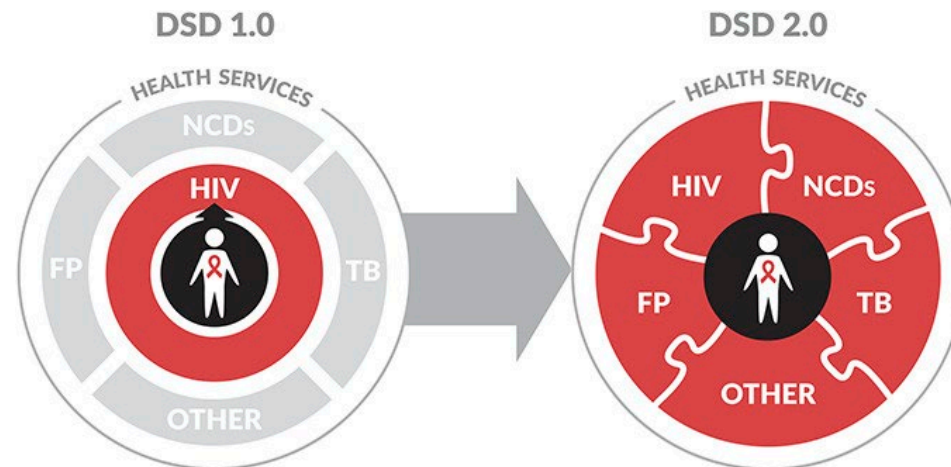 DSD 1.0
HEALTH SERVICES
NCDs
HIV
FP
TB
OTHER
DSD 2.0
HEALTH SERVICES
HIV
NCDs
FP
TB
OTHER